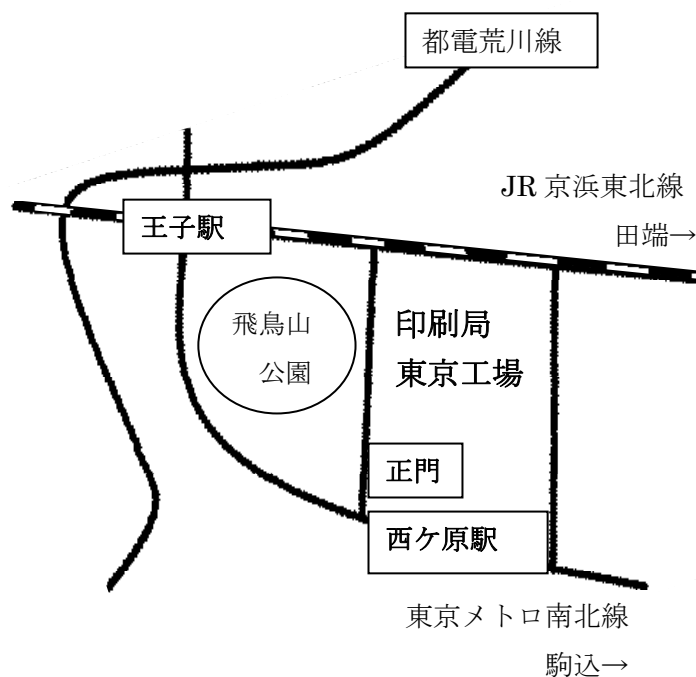 都電荒川線
JR 京浜東北線
田端→
王子駅
飛鳥山
公園
印刷局
東京工場
正門
西ケ原駅
東京メトロ南北線
駒込→